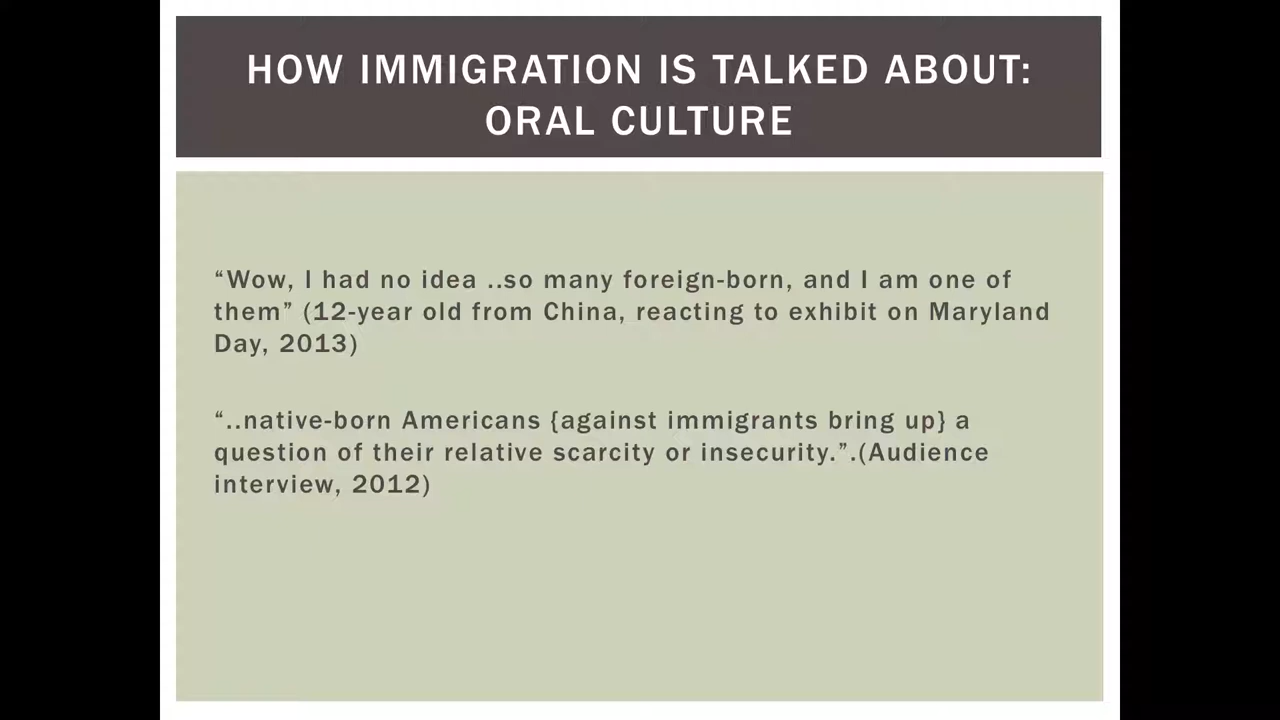 HOW IMMIGRATION IS TALKED ABOUT:
ORAL CULTURE
“Wow, I had no idea ..so many foreign-born, and I am one of
them” (12-year old from China, reacting to exhibit on Maryland
Day, 2013)
“..native-born Americans {against immigrants bring up} a
question of their relative scarcity or insecurity.”.(Audience
interview, 2012)